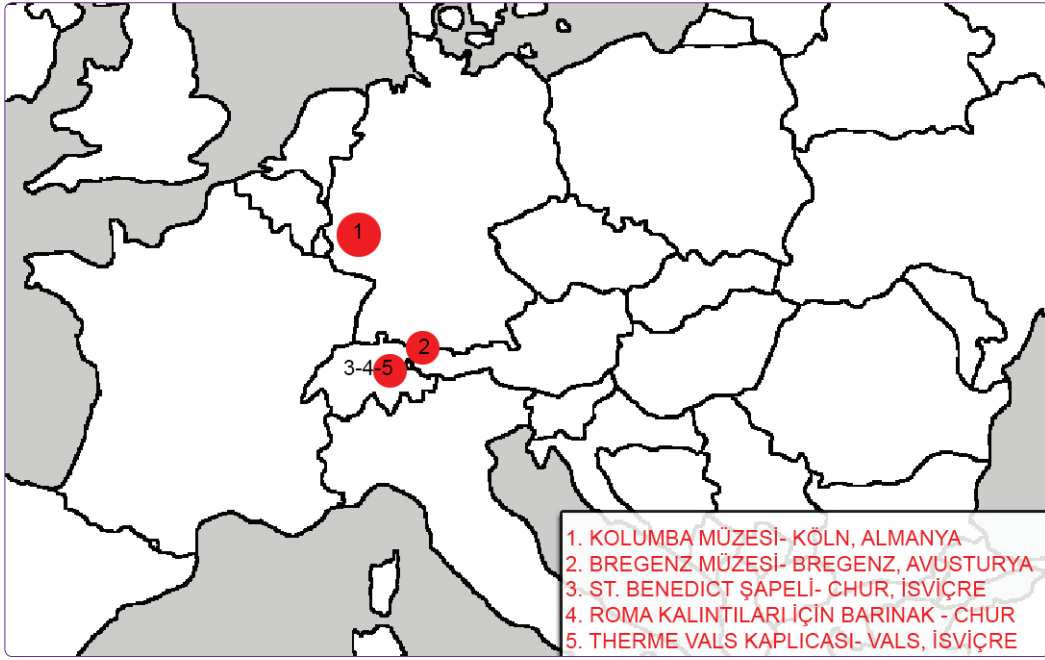 1
2
3-4-5
1. KOLUMBA MÜZESİ- KÖLN, ALMANYA
2. BREGENZ MÜZESİ- BREGENZ, AVUSTURYA
3. ST. BENEDICT ŞAPELİ- CHUR, İSVİÇRE
4. ROMA KALINTILARI İÇİN BARINAK - CHUR
5. THERME VALS KAPLICASI- VALS, İSVİÇRE